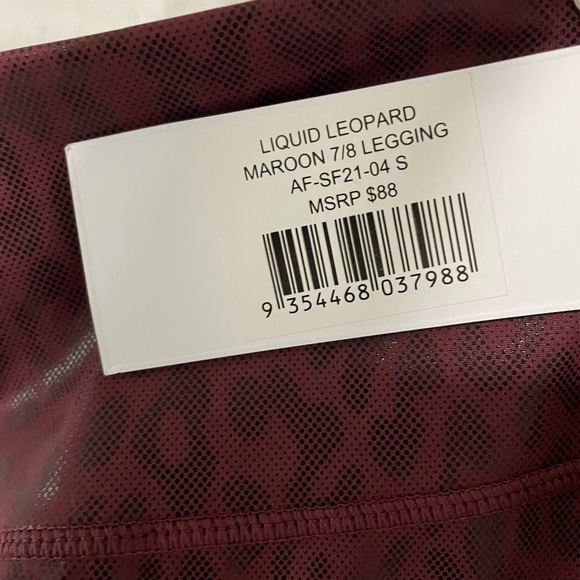 LIQUID LEOPARD
MAROON 7/8 LEGGING
AF-SF21-04 S
MSRP $88
9 354468 037988